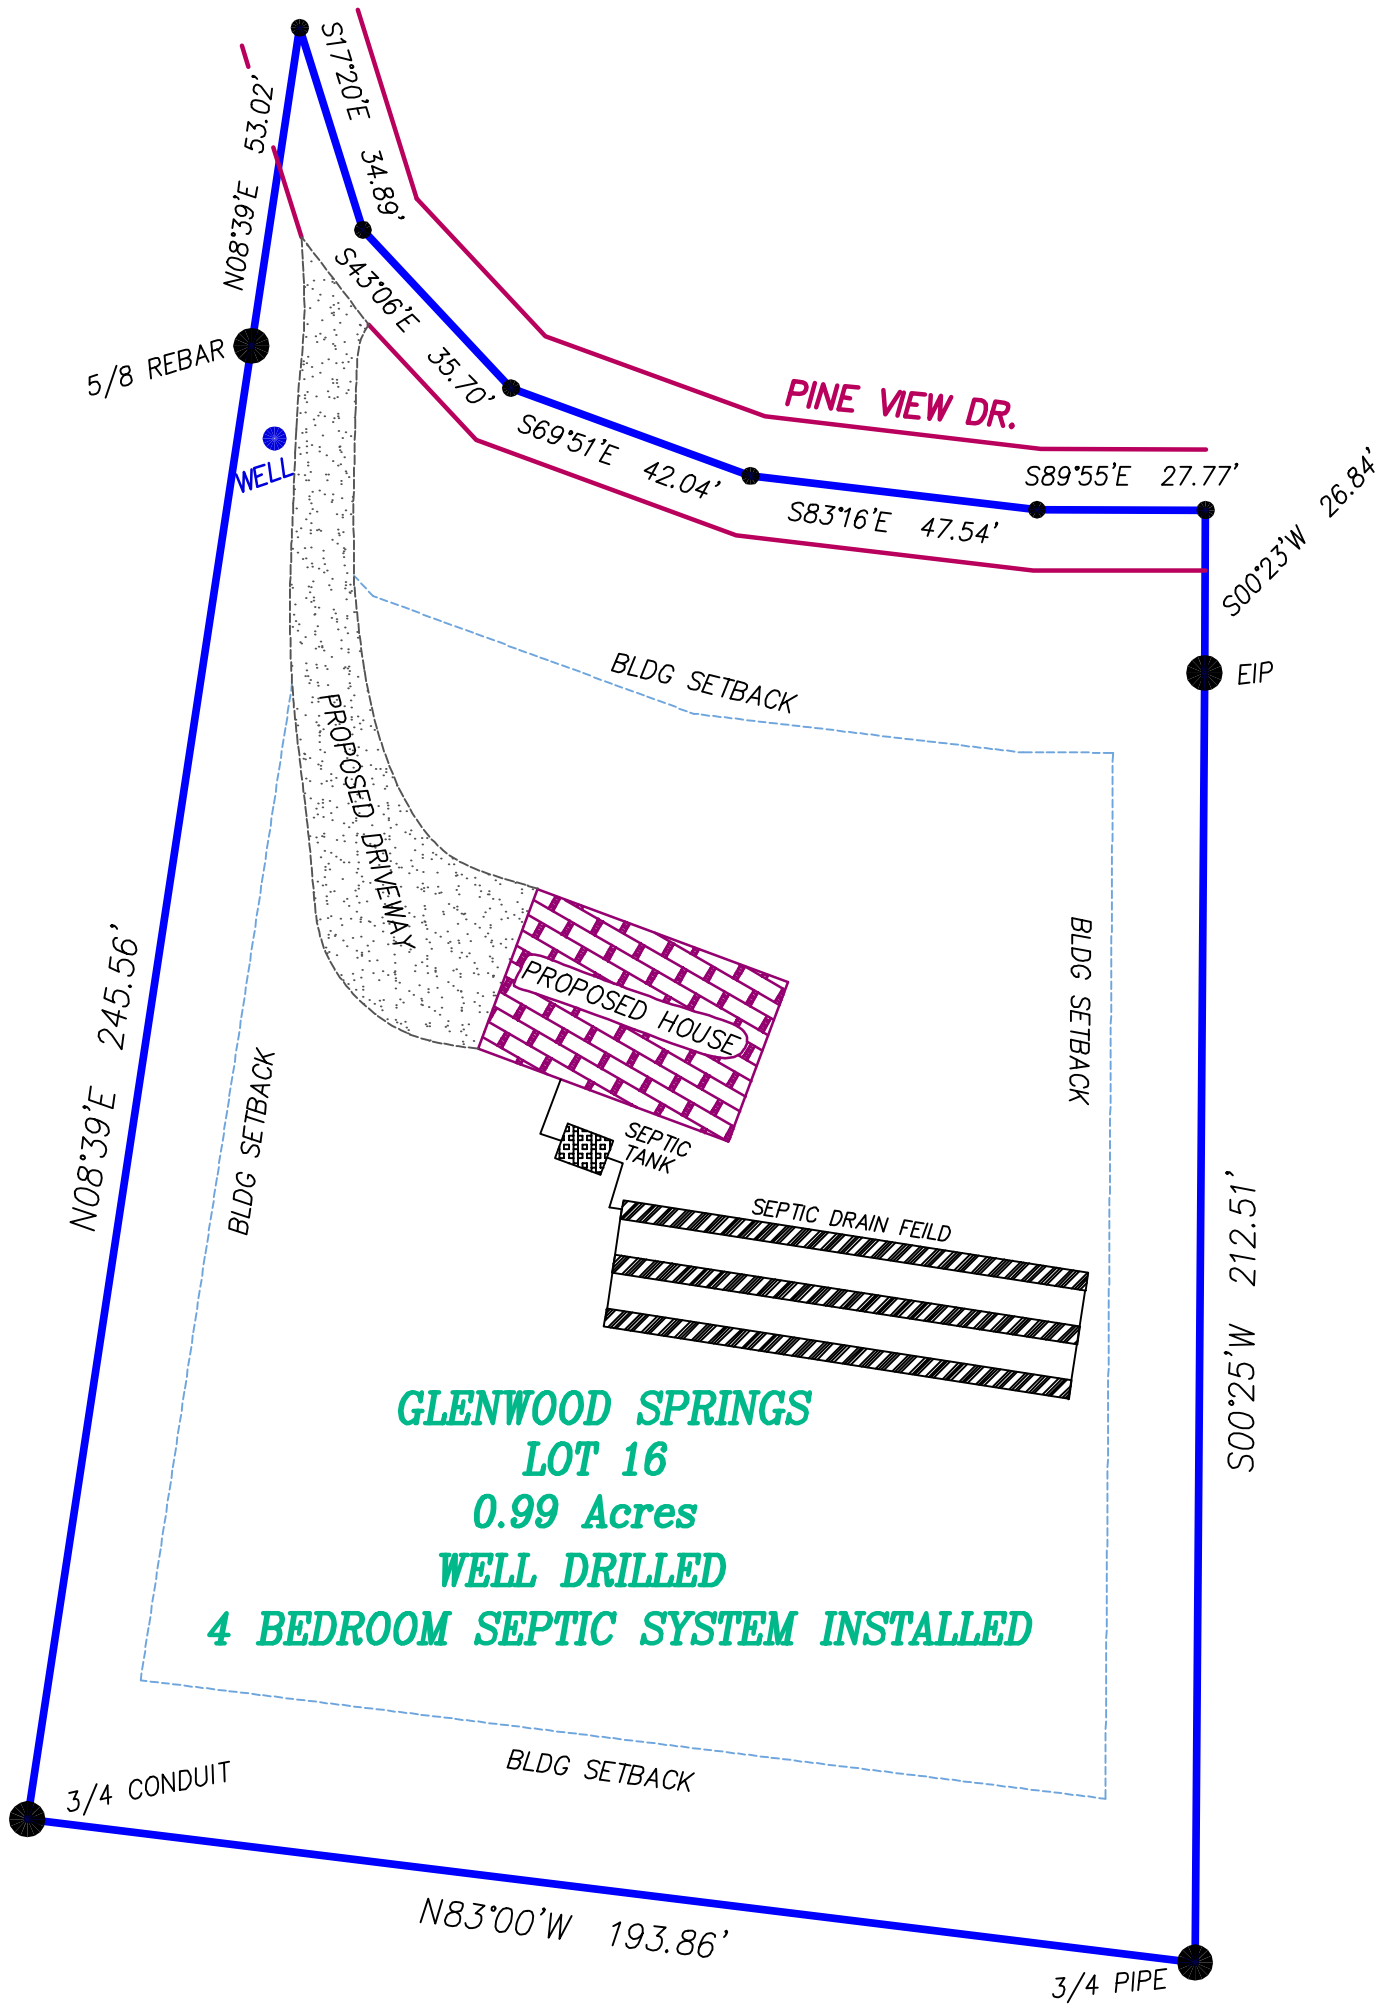 S17°20'E 34.89'
N08°39'E 53.02'
S43°06'E 35.70'
5/8 REBAR
WELL
PINE VIEW DR.
S69°51'E 42.04'
S83°16'E 47.54'
S89°55'E 27.77'
S00°23'W 26.84'
EIP
BLDG SETBACK
PROPOSED DRIVEWAY
PROPOSED HOUSE
BLDG SETBACK
N08°39'E 245.56'
BLDG SETBACK
SEPTIC
TANK
SEPTIC DRAIN FEILD
S00°25'W 212.51'
GLENWOOD SPRINGS
LOT 16
0.99 Acres
WELL DRILLED
4 BEDROOM SEPTIC SYSTEM INSTALLED
BLDG SETBACK
3/4 CONDUIT
N83°00'W 193.86'
3/4 PIPE